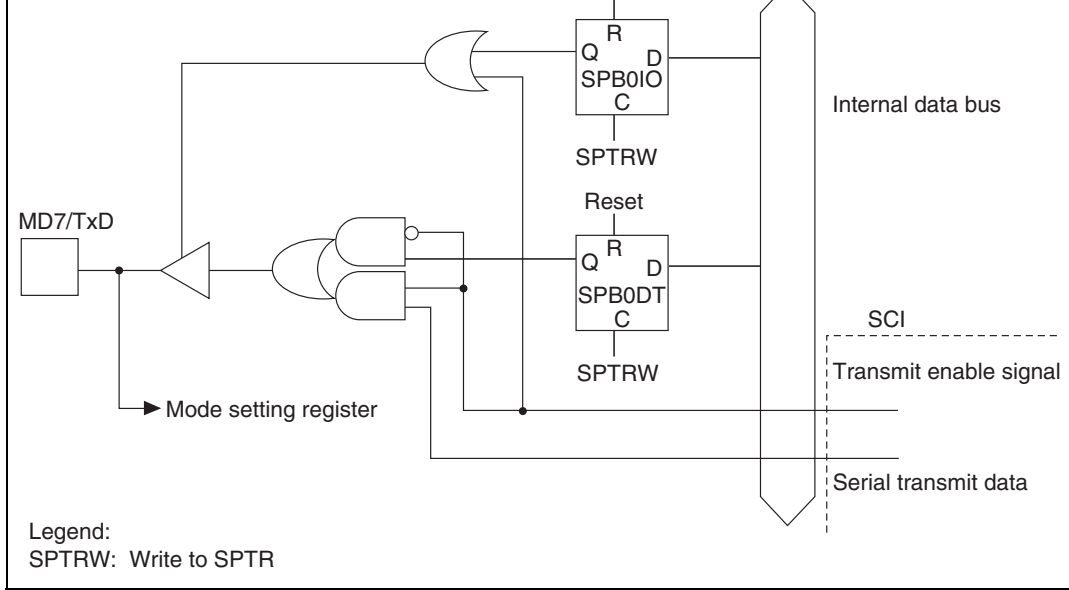 R
Q
D
SPB0IO
C
Internal data bus
SPTRW
Reset
MD7/TxD
R
Q
D
SPB0DT
C
SCI
SPTRW
Transmit enable signal
Mode setting register
Serial transmit data
Legend:
SPTRW: Write to SPTR